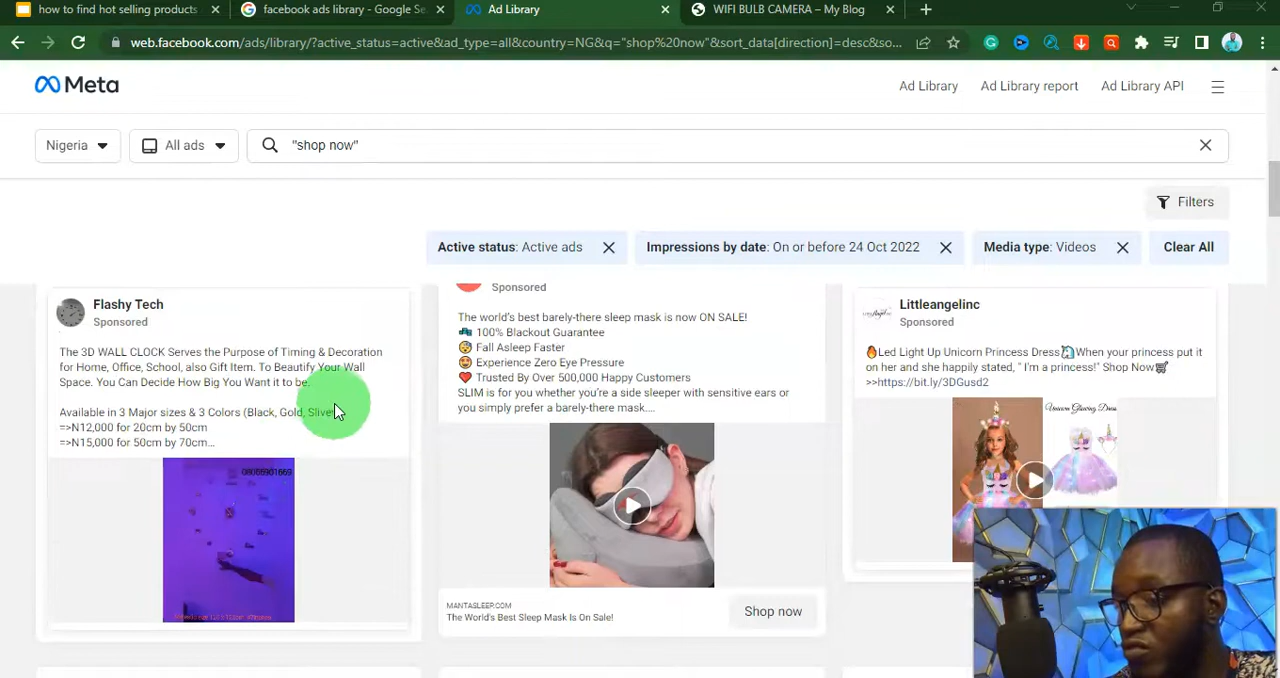 how to find hot selling products
facebook ads library - Google Se
Ad Library
WIFI BULB CAMERA – My Blog
web.facebook.com/ads/library/?active_status=active&ad_type=all&country=NG&q="shop%20now"&sort_data[direction]=desc&so...
Meta
Ad Library
Ad Library report
Ad Library API
Nigeria
All ads
"shop now"
Filters
Active status: Active ads
Impressions by date: On or before 24 Oct 2022
Media type: Videos
Clear All
Flashy Tech
Sponsored
The 3D WALL CLOCK Serves the Purpose of Timing & Decoration
for Home, Office, School, also Gift Item. To Beautify Your Wall
Space. You Can Decide How Big You Want it to be.
Available in 3 Major sizes & 3 Colors (Black, Gold, Sliver
=>N12,000 for 20cm by 50cm
=>N15,000 for 50cm by 70cm...
08066901669
Sponsored
The world's best barely-there sleep mask is now ON SALE!
100% Blackout Guarantee
😴 Fall Asleep Faster
🤩 Experience Zero Eye Pressure
❤️ Trusted By Over 500,000 Happy Customers
SLIM is for you whether you're a side sleeper with sensitive ears or
you simply prefer a barely-there mask....
MANTASLEEP.COM
The World's Best Sleep Mask Is On Sale!
Shop now
Littleangelinc
Sponsored
🔥Led Light Up Unicorn Princess Dress🦄When your princess put it
on her and she happily stated, " I'm a princess!" Shop Now🛒
>>https://bit.ly/3DGusd2
Unicorn Glowing Dress